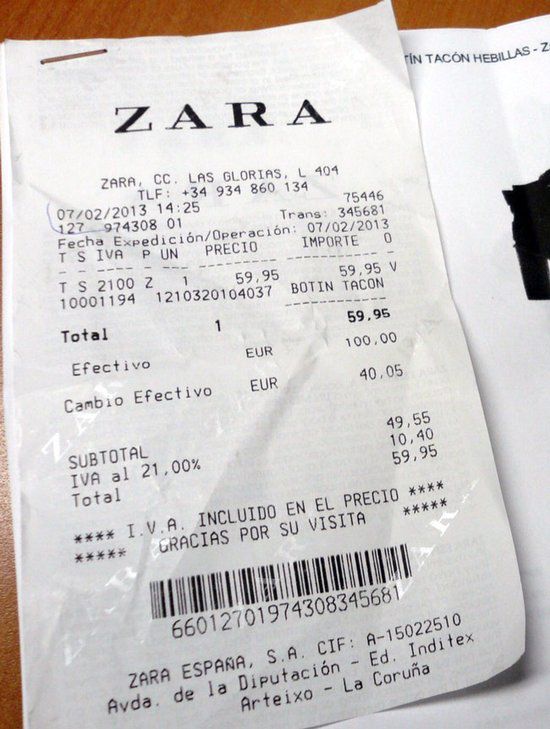 TÍN TACÓN HEBILLAS - Z
ZARA
ZARA, CC. LAS GLORIAS, L 404
TLF: +34 934 860 134
07/02/2013 14:25 75446
127 974308 01 Trans: 345681
Fecha Expedición/Operación: 07/02/2013
T S IVA P UN PRECIO IMPORTE O
T S 2100 Z 1 59,95 59,95 V
10001194 1210320104037 BOTIN TACON
Total 1 59,95
Efectivo EUR 100,00
Cambio Efectivo EUR 40,05
SUBTOTAL 49,55
IVA al 21,00% 10,40
Total 59,95
**** I.V.A. INCLUIDO EN EL PRECIO ****
***** GRACIAS POR SU VISITA *****
66012701974308345681
ZARA ESPAÑA, S.A. CIF: A-15022510
Avda. de la Diputación - Ed. Inditex
Arteixo - La Coruña